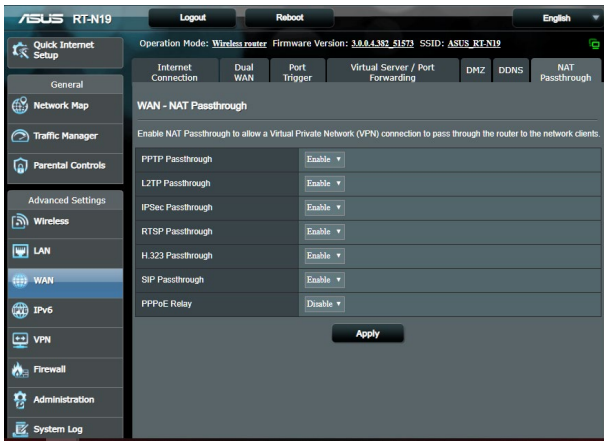 ASUS RT-N19 Logout Reboot English
Quick Internet
Setup
Operation Mode: Wireless router Firmware Version: 3.0.0.4.382_51573 SSID: ASUS_RT-N19
General
Network Map
Traffic Manager
Parental Controls
Advanced Settings
Wireless
LAN
WAN
IPv6
VPN
Firewall
Administration
System Log
Internet
Connection
Dual
WAN
Port
Trigger
Virtual Server / Port
Forwarding
DMZ
DDNS
NAT
Passthrough
WAN - NAT Passthrough
Enable NAT Passthrough to allow a Virtual Private Network (VPN) connection to pass through the router to the network clients.
PPTP Passthrough Enable
L2TP Passthrough Enable
IPSec Passthrough Enable
RTSP Passthrough Enable
H.323 Passthrough Enable
SIP Passthrough Enable
PPPoE Relay Disable
Apply